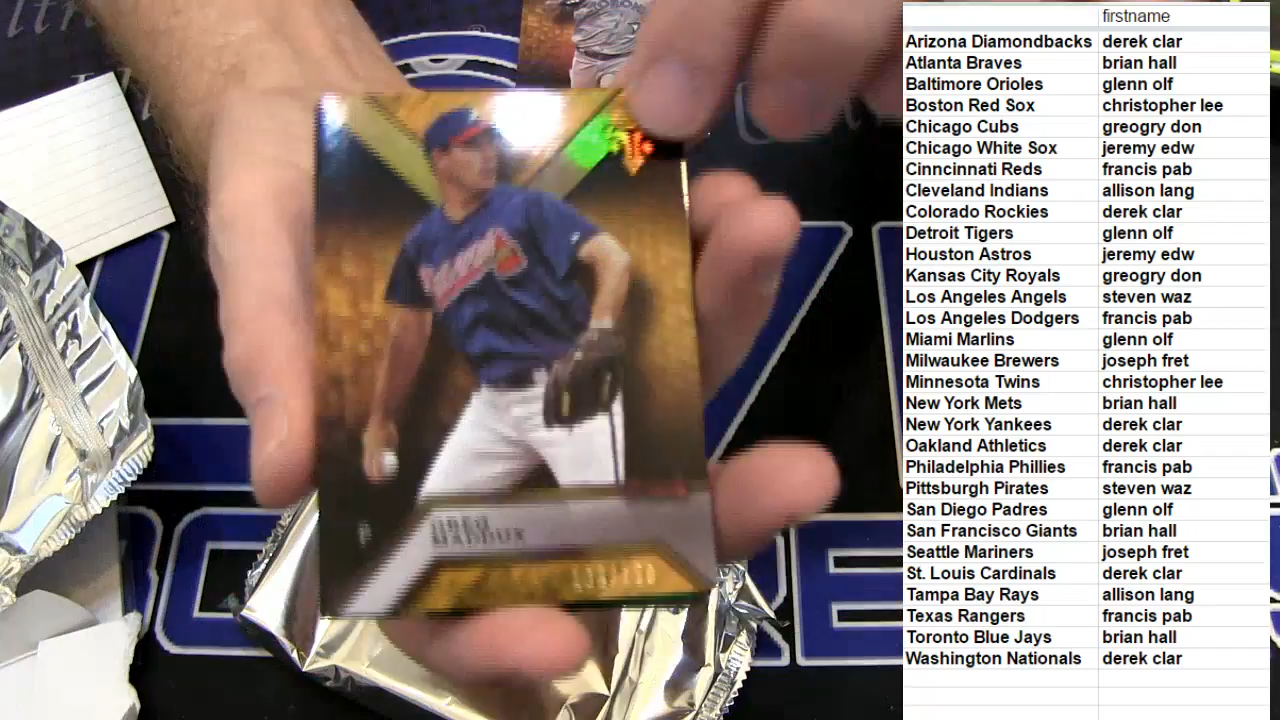 firstname
Arizona Diamondbacks derek clar
Atlanta Braves brian hall
Baltimore Orioles glenn olf
Boston Red Sox christopher lee
Chicago Cubs greogry don
Chicago White Sox jeremy edw
Cinncinnati Reds francis pab
Cleveland Indians allison lang
Colorado Rockies derek clar
Detroit Tigers glenn olf
Houston Astros jeremy edw
Kansas City Royals greogry don
Los Angeles Angels steven waz
Los Angeles Dodgers francis pab
Miami Marlins glenn olf
Milwaukee Brewers joseph fret
Minnesota Twins christopher lee
New York Mets brian hall
New York Yankees derek clar
Oakland Athletics derek clar
Philadelphia Phillies francis pab
Pittsburgh Pirates steven waz
San Diego Padres glenn olf
San Francisco Giants brian hall
Seattle Mariners joseph fret
St. Louis Cardinals derek clar
Tampa Bay Rays allison lang
Texas Rangers francis pab
Toronto Blue Jays brian hall
Washington Nationals derek clar
GREG
MADDUX